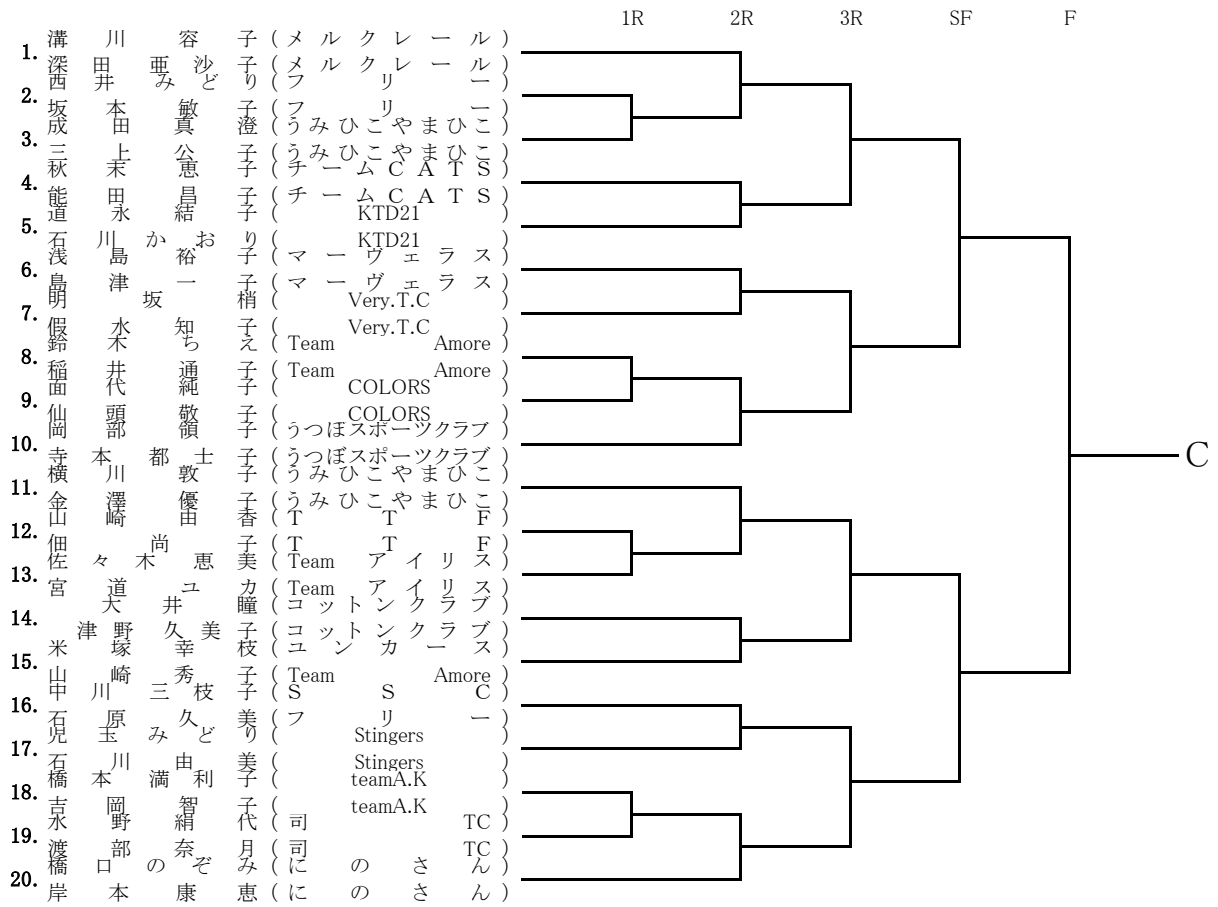 1R 2R 3R SF F
溝川容子(メルクレール)
1.
深田亜沙子(メルクレール)
西井みどり(フリー)
2.
坂本敏子(フリー)
成田真澄(うみひこやまひこ)
3.
三上公子(うみひこやまひこ)
秋末恵子(チームCATS)
4.
能田昌子(チームCATS)
道永結子(KTD21)
5.
石川かおり(KTD21)
浅島裕子(マーヴェラス)
6.
島津一子(マーヴェラス)
明坂梢(Very.T.C)
7.
假水知子(Very.T.C)
鈴木ちえ(Team Amore)
8.
稲井通子(Team Amore)
面代純子(COLORS)
9.
仙頭敬子(COLORS)
岡部領子(うつぼスポーツクラブ)
10.
寺本都士子(うつぼスポーツクラブ)
横川敦子(うみひこやまひこ)
11.
金澤優子(うみひこやまひこ)
山崎由香(TTF)
12.
佃尚子(TTF)
佐々木恵美(Team アイリス)
13.
宮道ユカ(Team アイリス)
大井瞳(コットンクラブ)
14.
津野久美子(コットンクラブ)
米塚幸枝(ユンカース)
15.
山崎秀子(Team Amore)
中川三枝子(SSC)
16.
石原久美(フリー)
児玉みどり(Stingers)
17.
石川由美(Stingers)
橋本満利子(teamA.K)
18.
吉岡智子(teamA.K)
水野絹代(司TC)
19.
渡部奈月(司TC)
橋口のぞみ(にのさん)
20.
岸本康恵(にのさん)
C